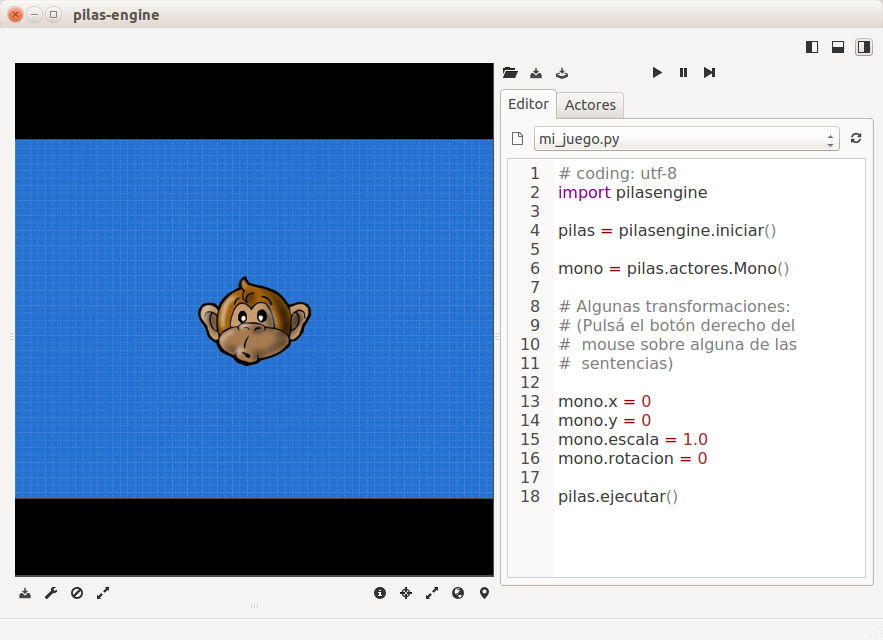 pilas-engine
Editor
Actores
mi_juego.py
1 # coding: utf-8
2 import pilasengine
3
4 pilas = pilasengine.iniciar()
5
6 mono = pilas.actores.Mono()
7
8 # Algunas transformaciones:
9 # (Pulsá el botón derecho del
10 #  mouse sobre alguna de las
11 #  sentencias)
12
13 mono.x = 0
14 mono.y = 0
15 mono.escala = 1.0
16 mono.rotacion = 0
17
18 pilas.ejecutar()